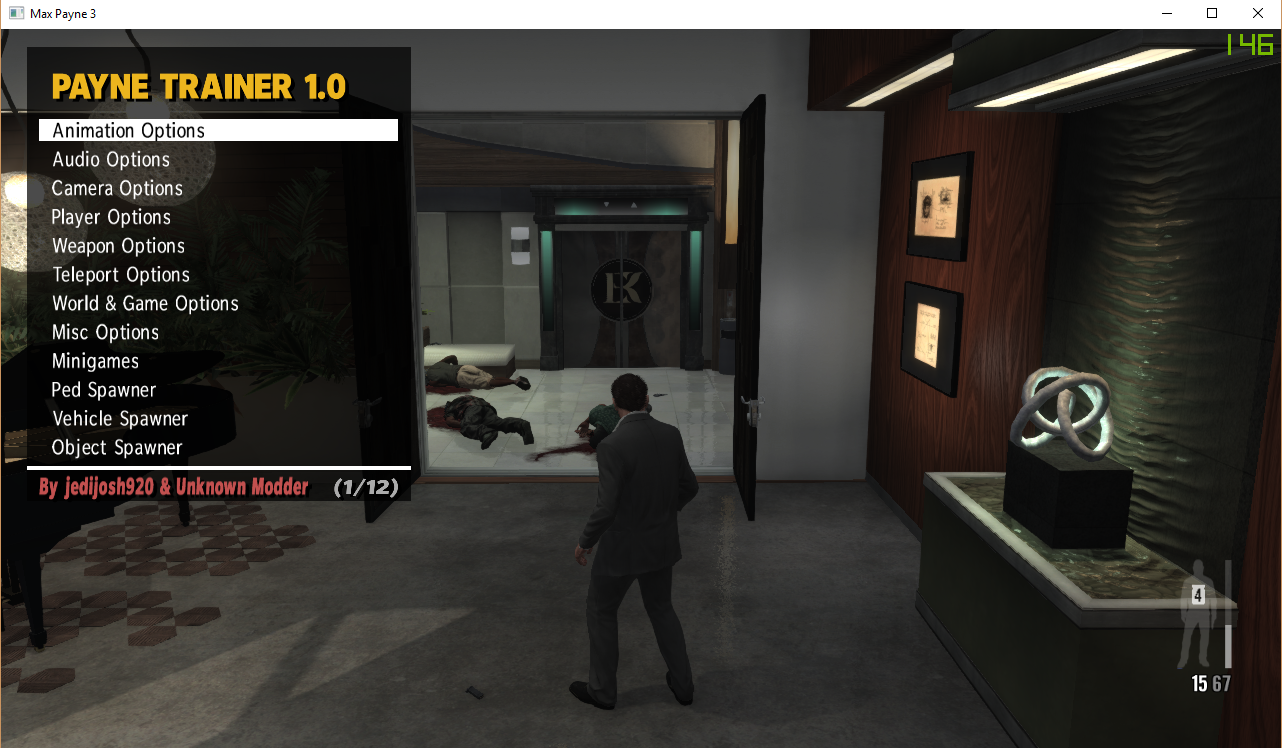 Max Payne 3
146
PAYNE TRAINER 1.0
Animation Options
Audio Options
Camera Options
Player Options
Weapon Options
Teleport Options
World & Game Options
Misc Options
Minigames
Ped Spawner
Vehicle Spawner
Object Spawner
By jedijosh920 & Unknown Modder (1/12)
4
15 67